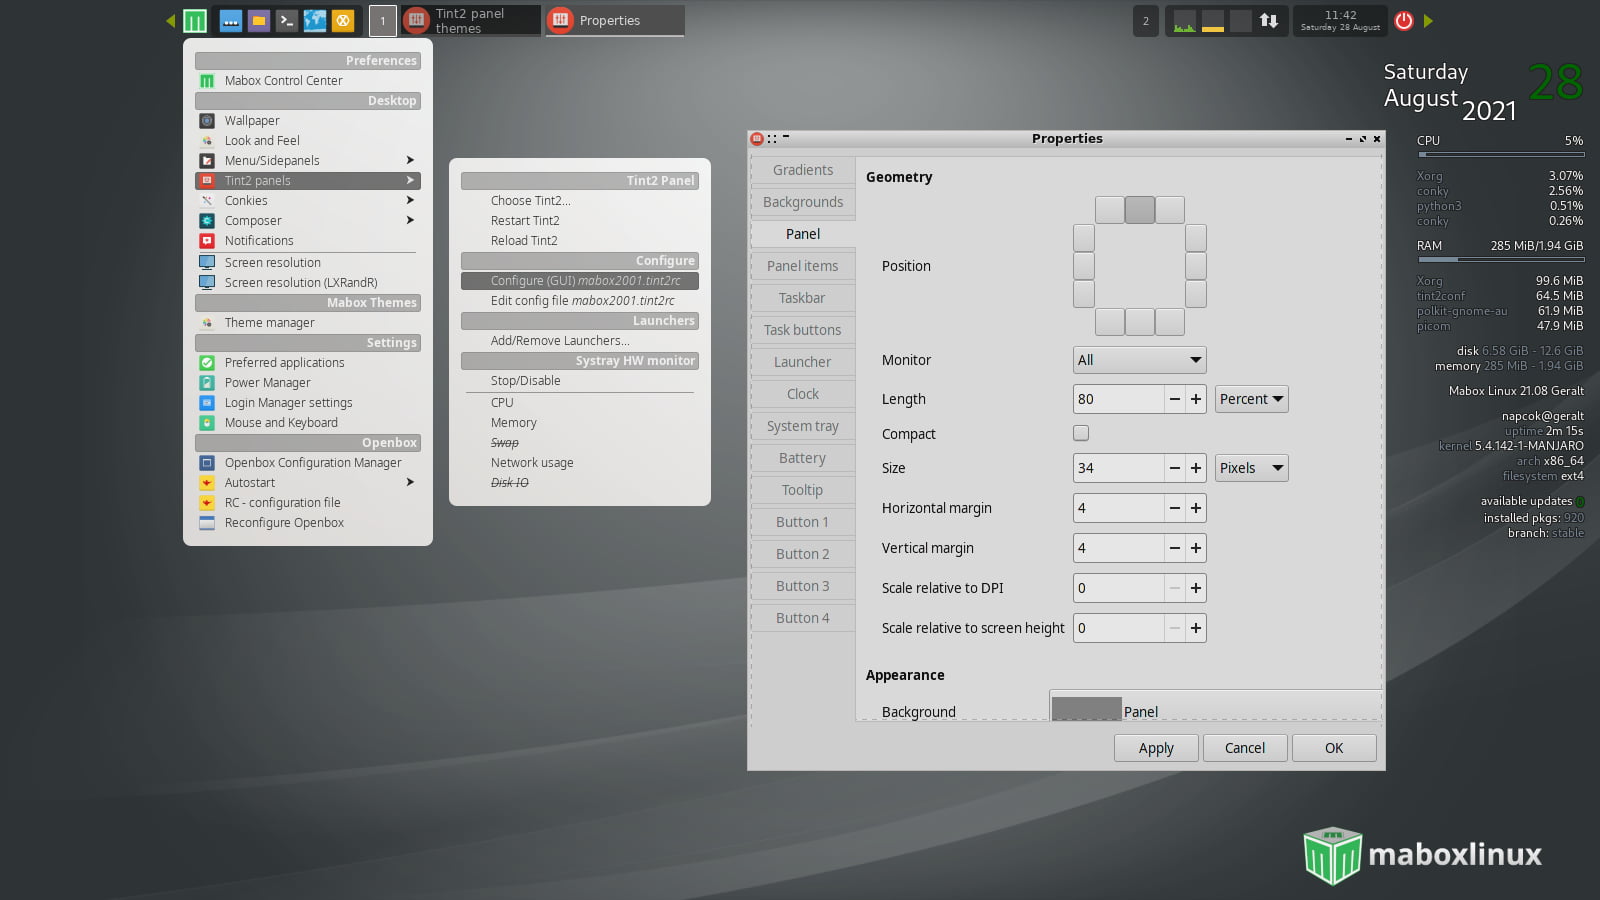 1
Tint2 panel
themes
Properties
2
11:42
Saturday 28 August
Preferences
Mabox Control Center
Desktop
Wallpaper
Look and Feel
Menu/Sidepanels
Tint2 panels
Conkies
Composer
Notifications
Screen resolution
Screen resolution (LXRandR)
Mabox Themes
Theme manager
Settings
Preferred applications
Power Manager
Login Manager settings
Mouse and Keyboard
Openbox
Openbox Configuration Manager
Autostart
RC - configuration file
Reconfigure Openbox
Tint2 Panel
Choose Tint2...
Restart Tint2
Reload Tint2
Configure
Configure (GUI) mabox2001.tint2rc
Edit config file mabox2001.tint2rc
Launchers
Add/Remove Launchers...
Systray HW monitor
Stop/Disable
CPU
Memory
Swap
Network usage
Disk IO
Properties
Gradients
Backgrounds
Panel
Panel items
Taskbar
Task buttons
Launcher
Clock
System tray
Battery
Tooltip
Button 1
Button 2
Button 3
Button 4
Geometry
Position
Monitor All
Length 80 Percent
Compact
Size 34 Pixels
Horizontal margin 4
Vertical margin 4
Scale relative to DPI 0
Scale relative to screen height 0
Appearance
Background Panel
Apply Cancel OK
Saturday 28
August 2021
CPU 5%
Xorg 3.07%
conky 2.56%
python3 0.51%
conky 0.26%
RAM 285 MiB/1.94 GiB
Xorg 99.6 MiB
tint2conf 64.5 MiB
polkit-gnome-au 61.9 MiB
picom 47.9 MiB
disk 6.58 GiB - 12.6 GiB
memory 285 MiB - 1.94 GiB
Mabox Linux 21.08 Geralt
napcok@geralt
uptime 2m 15s
kernel 5.4.142-1-MANJARO
arch x86_64
filesystem ext4
available updates 0
installed pkgs: 920
branch: stable
maboxlinux